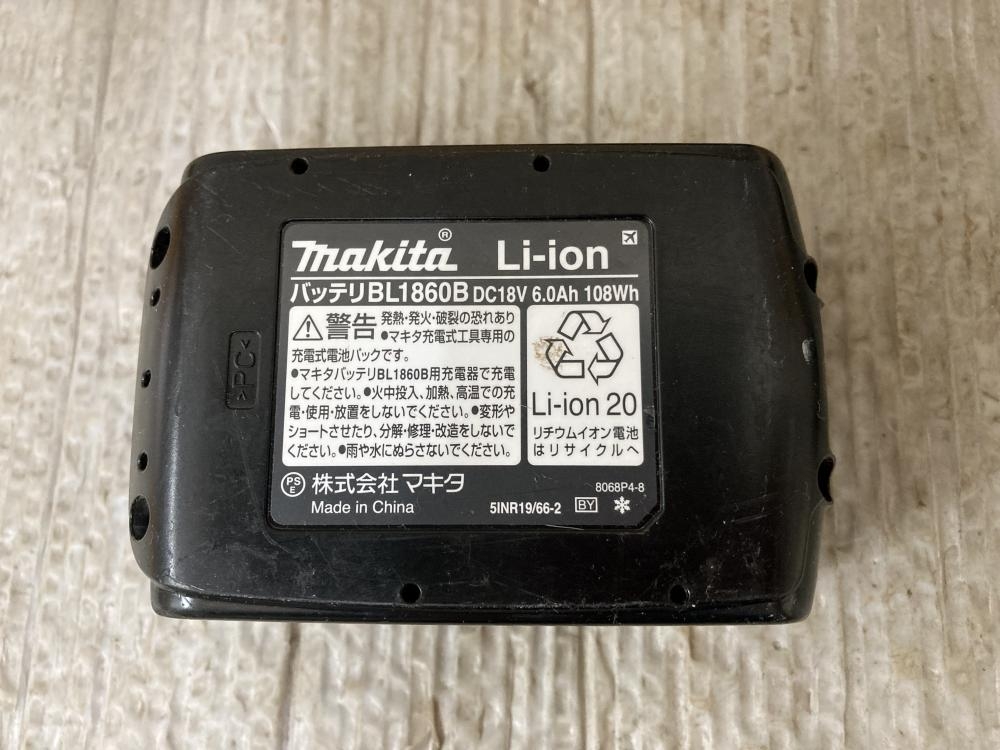 makita® Li-ion
バッテリBL1860B DC18V 6.0Ah 108Wh
警告 発熱・発火・破裂の恐れあり
●マキタ充電式工具専用の
充電式電池パックです。
●マキタバッテリBL1860B用充電器で充電
してください。●火中投入、加熱、高温での充
電・使用・放置をしないでください。●変形や
ショートさせたり、分解・修理・改造をしないで
ください。●雨や水にぬらさないでください。
Li-ion 20
リチウムイオン電池
はリサイクルへ
PS
E
株式会社 マキタ
Made in China
8068P4-8
5INR19/66-2 BY
>PC<